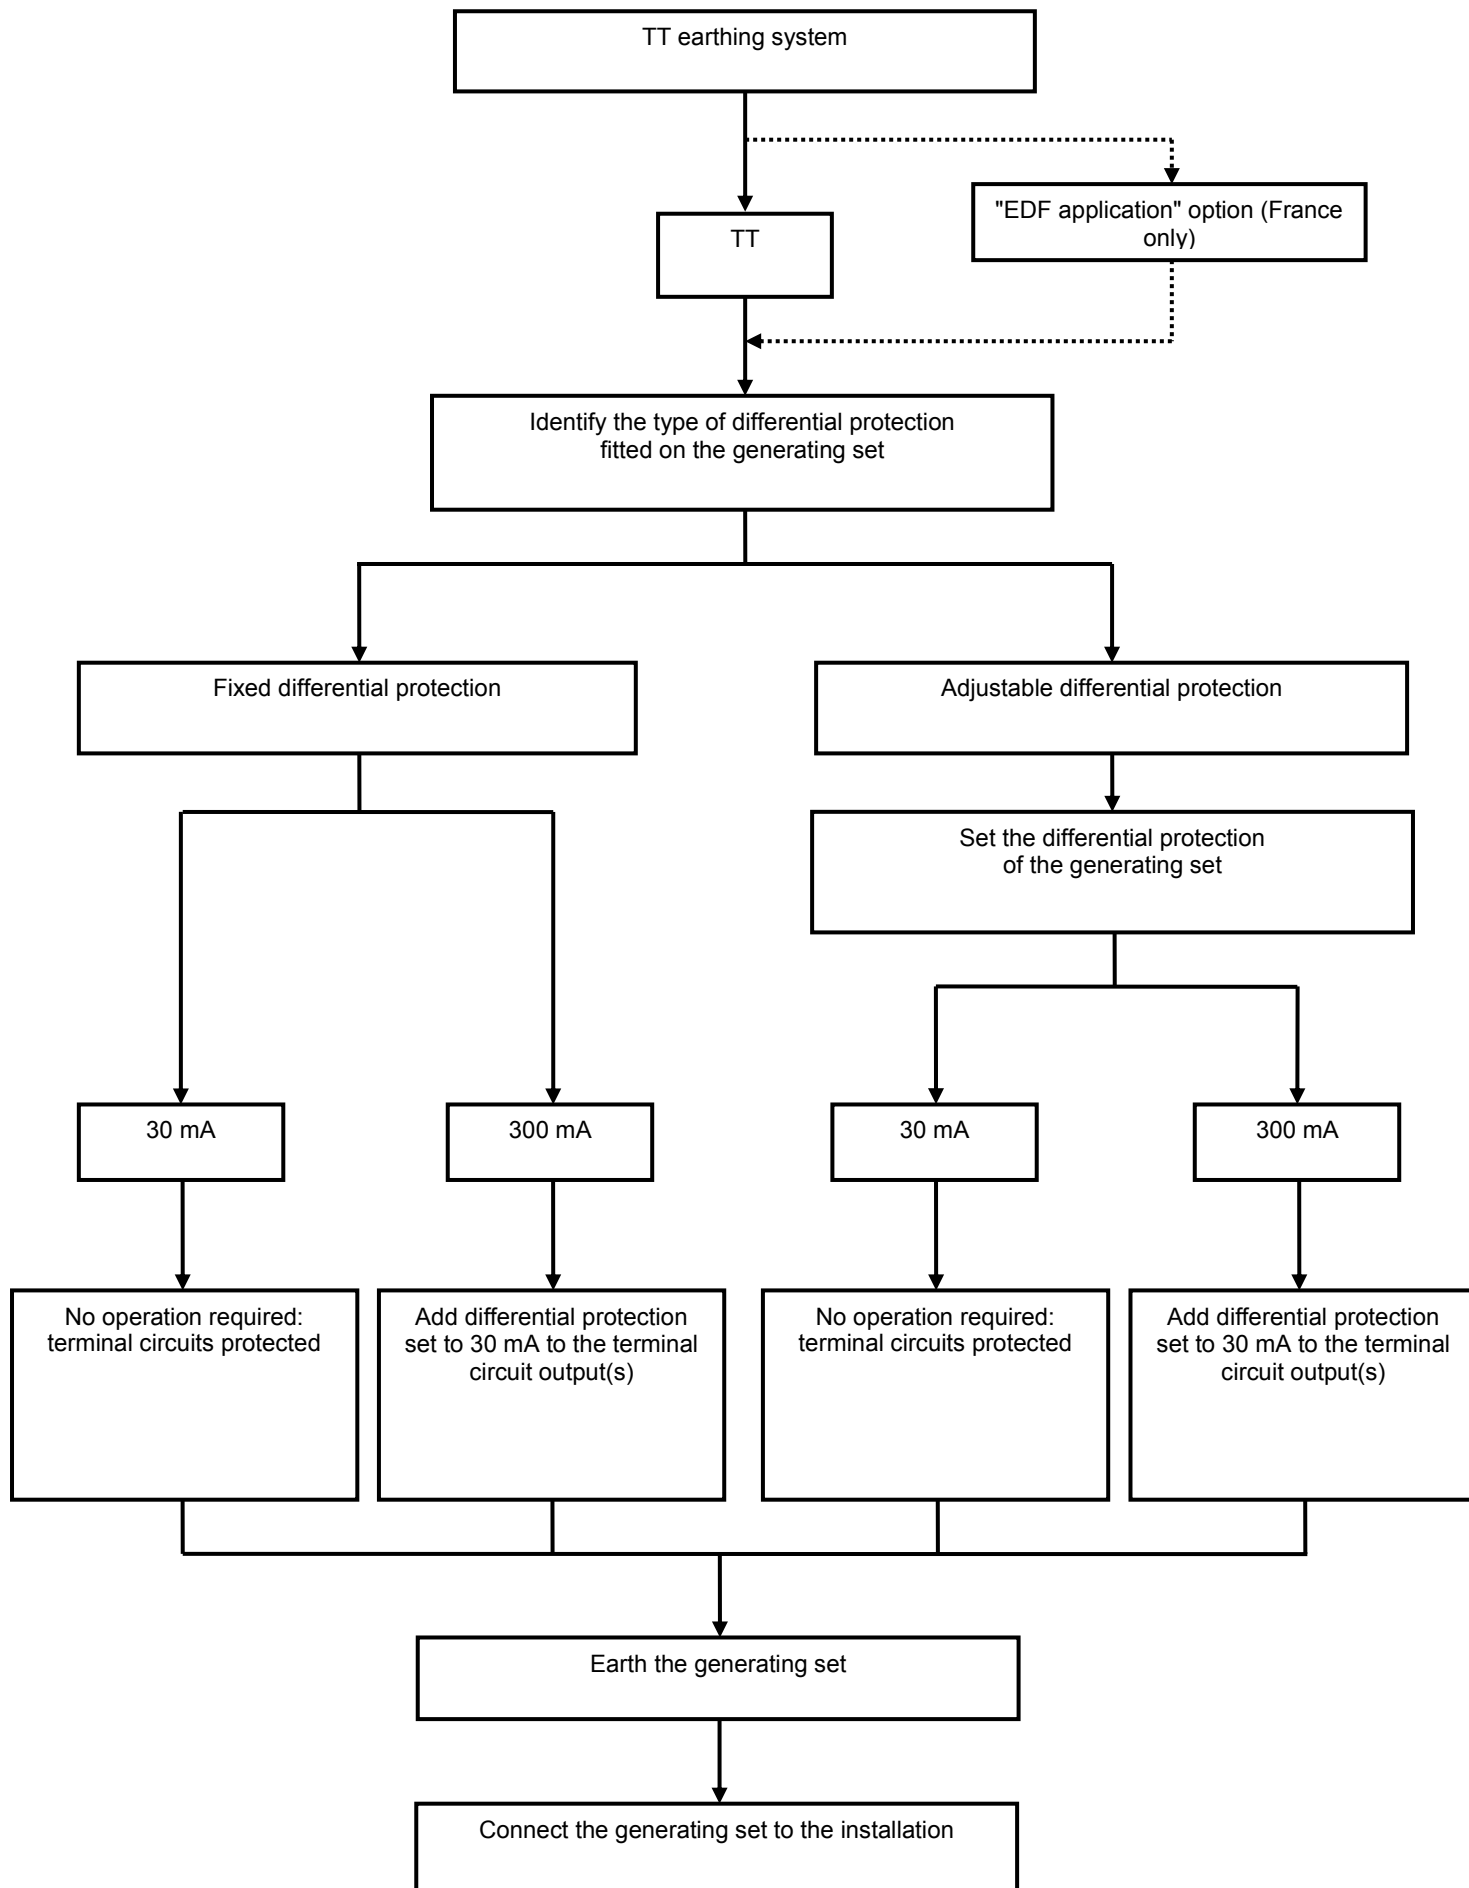 TT earthing system
"EDF application" option (France
only)
TT
Identify the type of differential protection
fitted on the generating set
Fixed differential protection
Adjustable differential protection
Set the differential protection
of the generating set
30 mA
300 mA
30 mA
300 mA
No operation required:
terminal circuits protected
Add differential protection
set to 30 mA to the terminal
circuit output(s)
No operation required:
terminal circuits protected
Add differential protection
set to 30 mA to the terminal
circuit output(s)
Earth the generating set
Connect the generating set to the installation